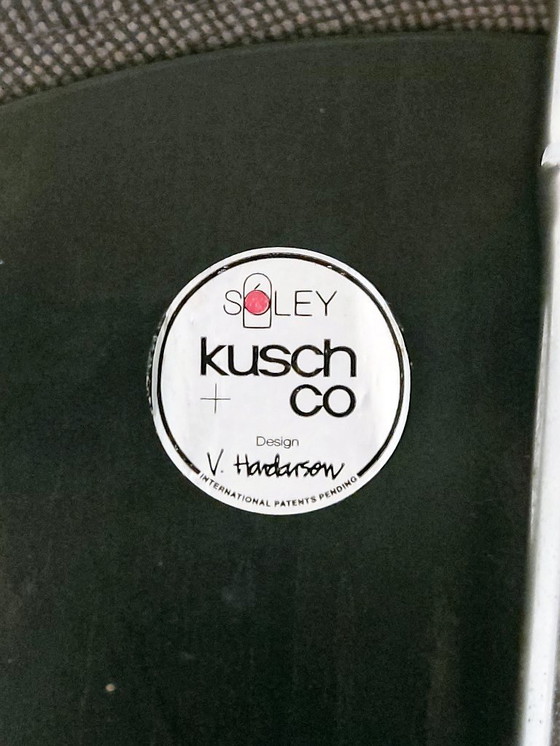 SÓLEY
kusch
+ co
Design
V. Hardarson
INTERNATIONAL PATENTS PENDING